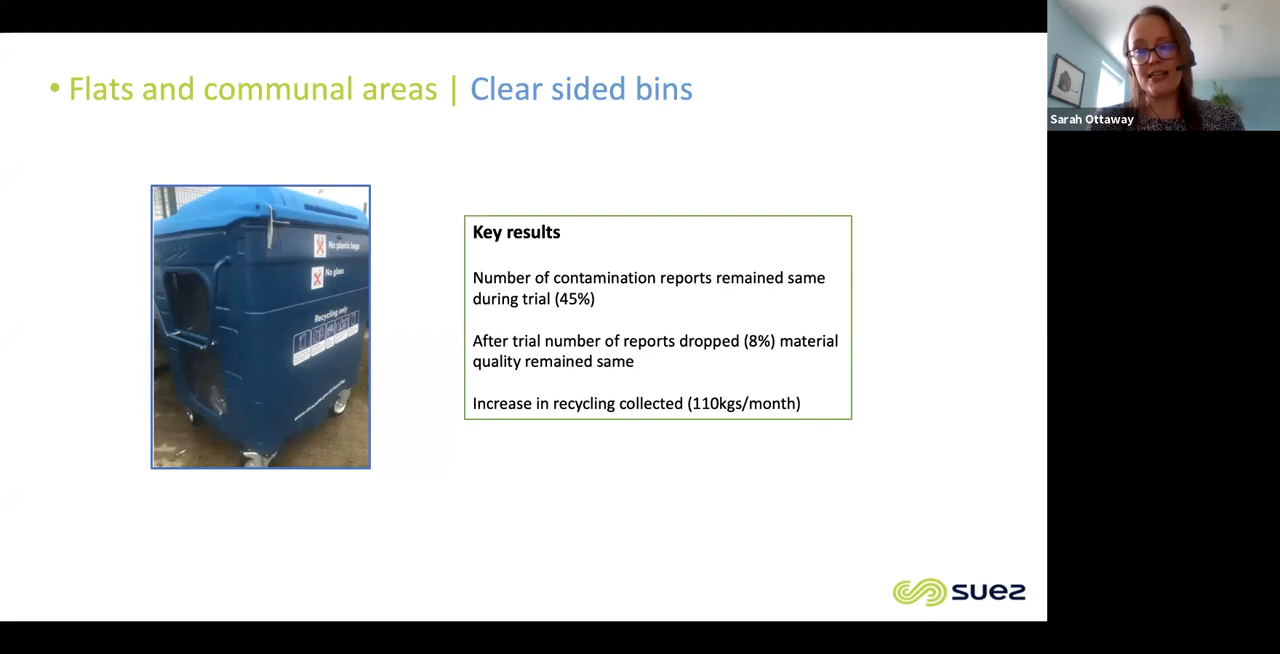 • Flats and communal areas | Clear sided bins
Sarah Ottaway
No plastic bags
No glass
Recycling only
Key results
Number of contamination reports remained same
during trial (45%)
After trial number of reports dropped (8%) material
quality remained same
Increase in recycling collected (110kgs/month)
suez